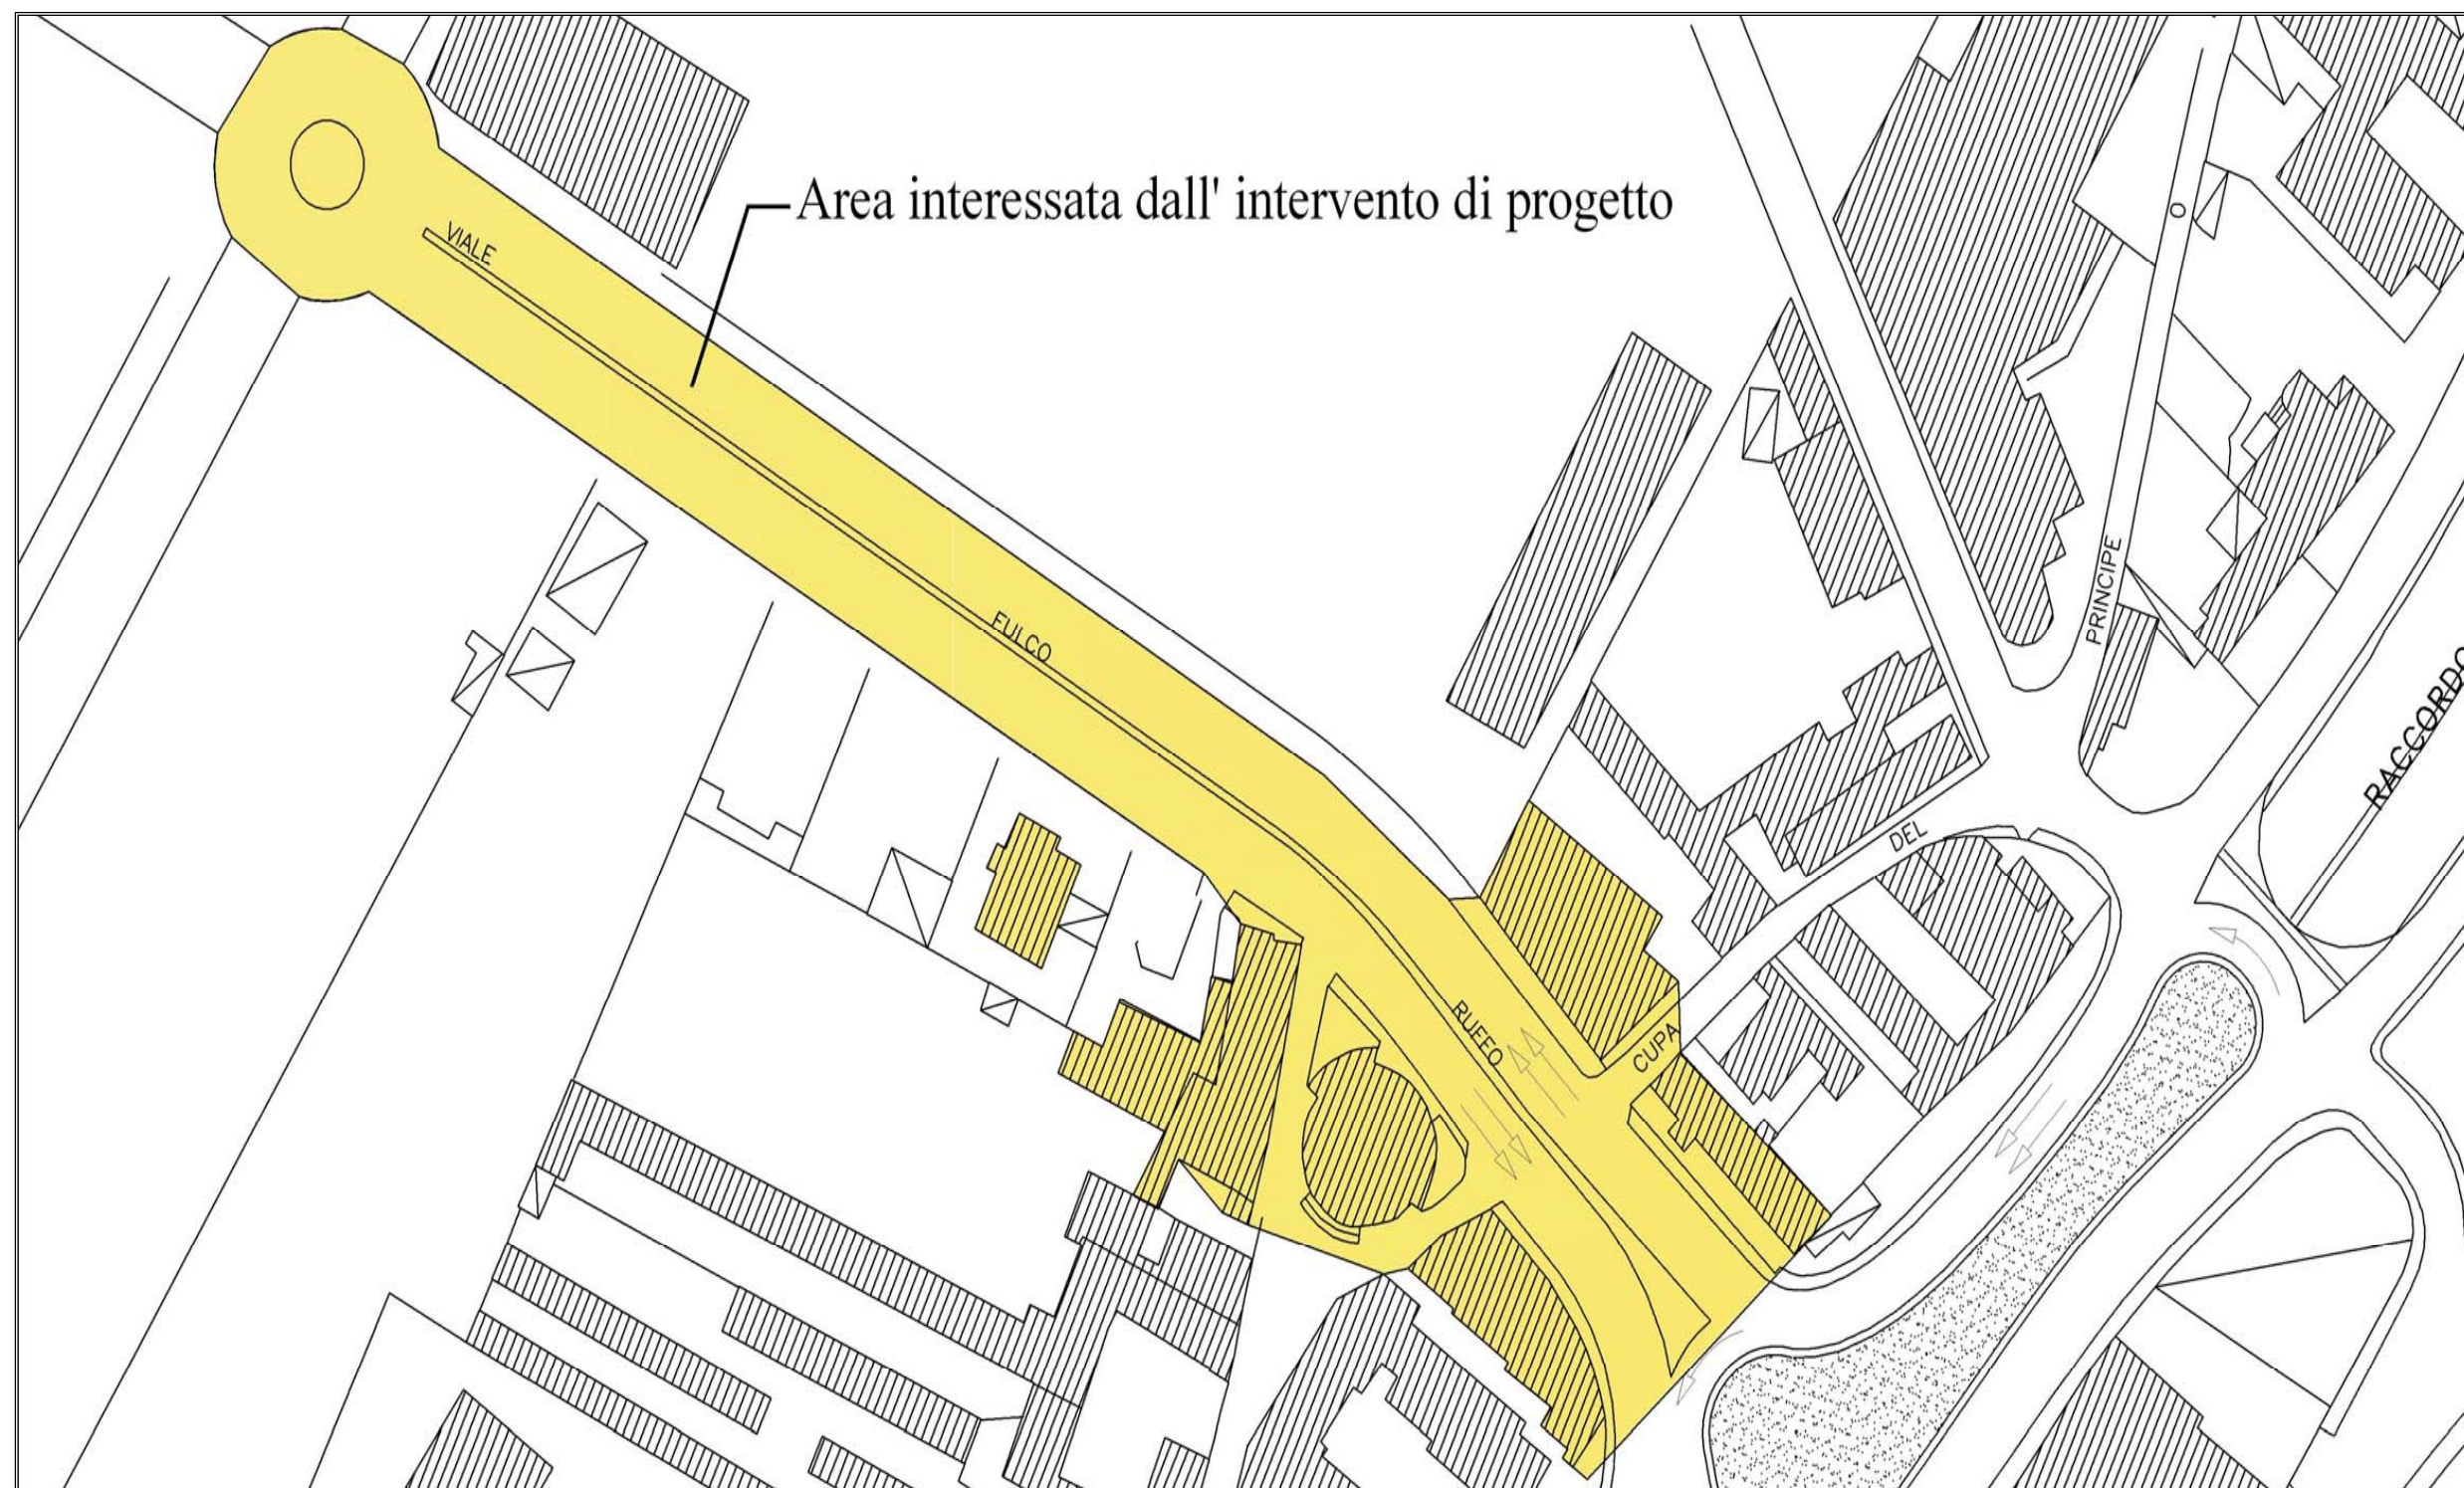 Area interessata dall' intervento di progetto
VIALE
FULCO
RUFFO
CUPA
DEL
PRINCIPE
O
RACCORDO